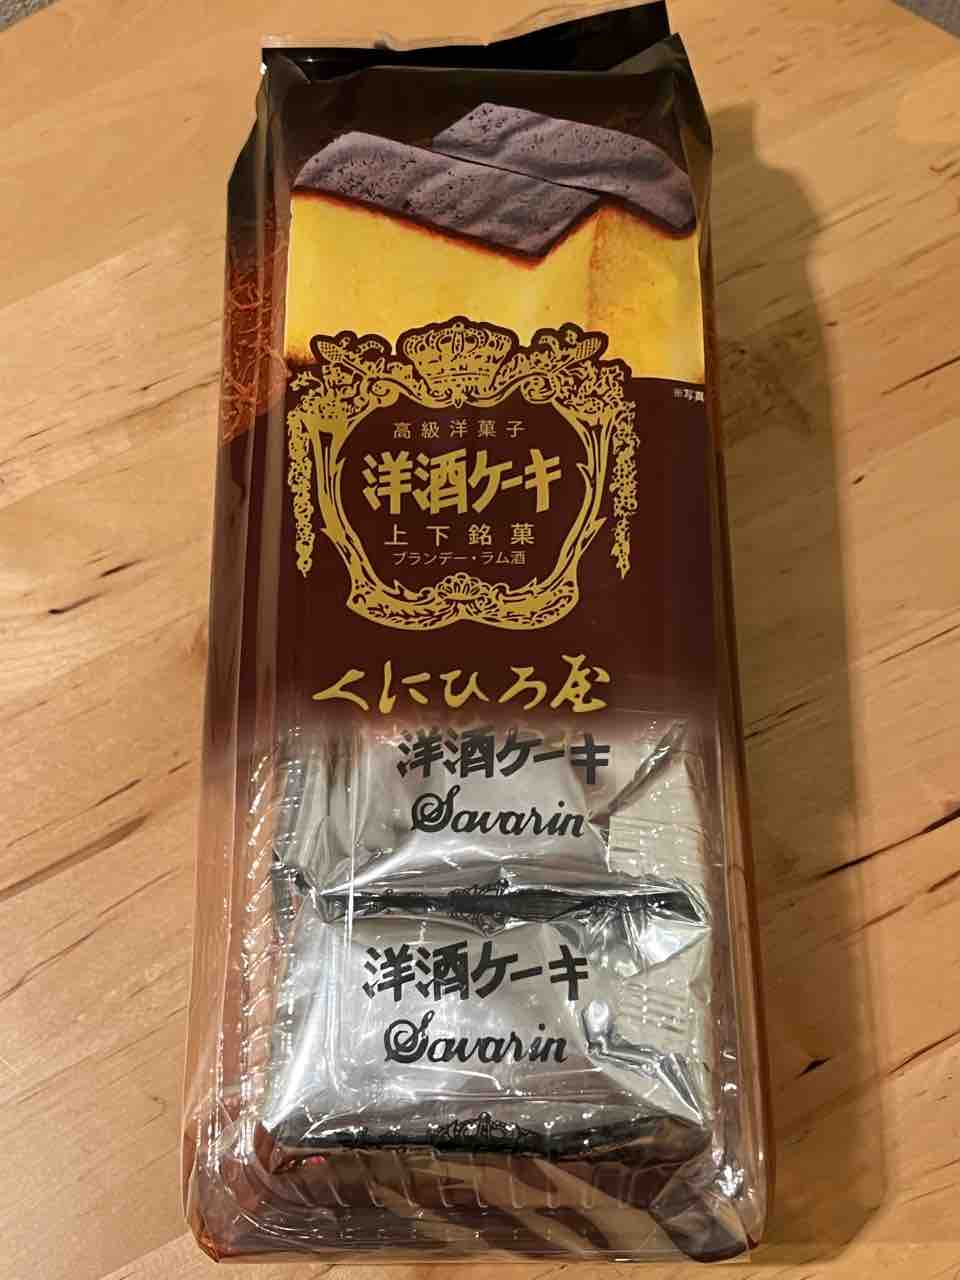 ※写真
高級洋菓子
洋酒ケーキ
上下銘菓
ブランデー・ラム酒
くにひろ屋
洋酒ケーキ
Savarin
洋酒ケーキ
Savarin